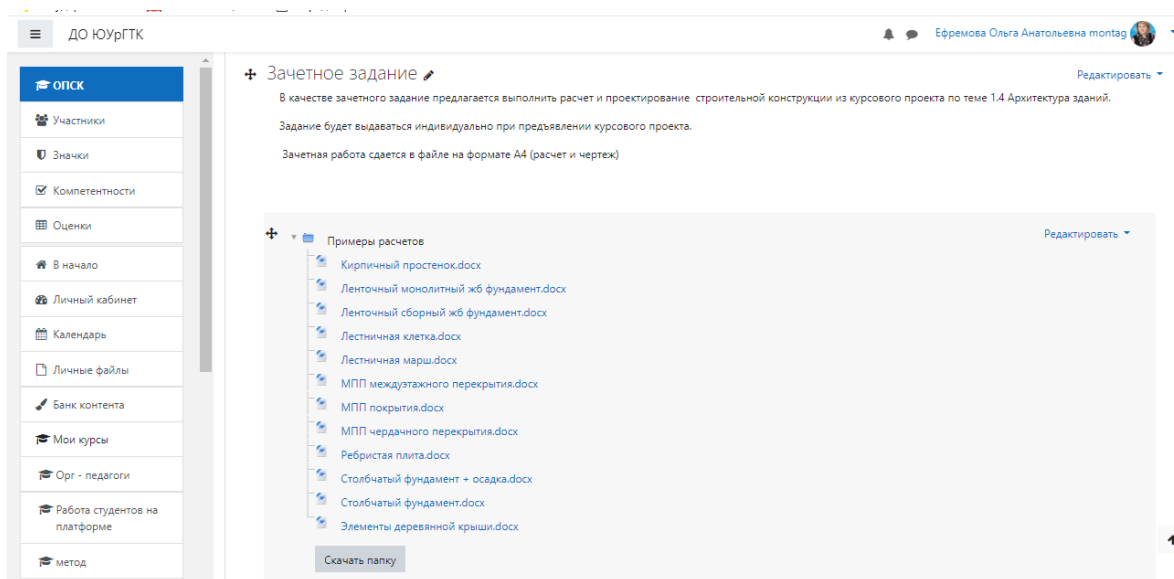 ДО ЮУрГТК
Ефремова Ольга Анатольевна montag
ОПСК
Участники
Значки
Компетентности
Оценки
В начало
Личный кабинет
Календарь
Личные файлы
Банк контента
Мои курсы
Орг - педагоги
Работа студентов на
платформе
метод
Зачетное задание
Редактировать
В качестве зачетного задание предлагается выполнить расчет и проектирование строительной конструкции из курсового проекта по теме 1.4 Архитектура зданий.
Задание будет выдаваться индивидуально при предъявлении курсового проекта.
Зачетная работа сдается в файле на формате А4 (расчет и чертеж)
Примеры расчетов
Редактировать
Кирпичный простенок.docx
Ленточный монолитный жб фундамент.docx
Ленточный сборный жб фундамент.docx
Лестничная клетка.docx
Лестничная марш.docx
МПП междуэтажного перекрытия.docx
МПП покрытия.docx
МПП чердачного перекрытия.docx
Ребристая плита.docx
Столбчатый фундамент + осадка.docx
Столбчатый фундамент.docx
Элементы деревянной крыши.docx
Скачать папку